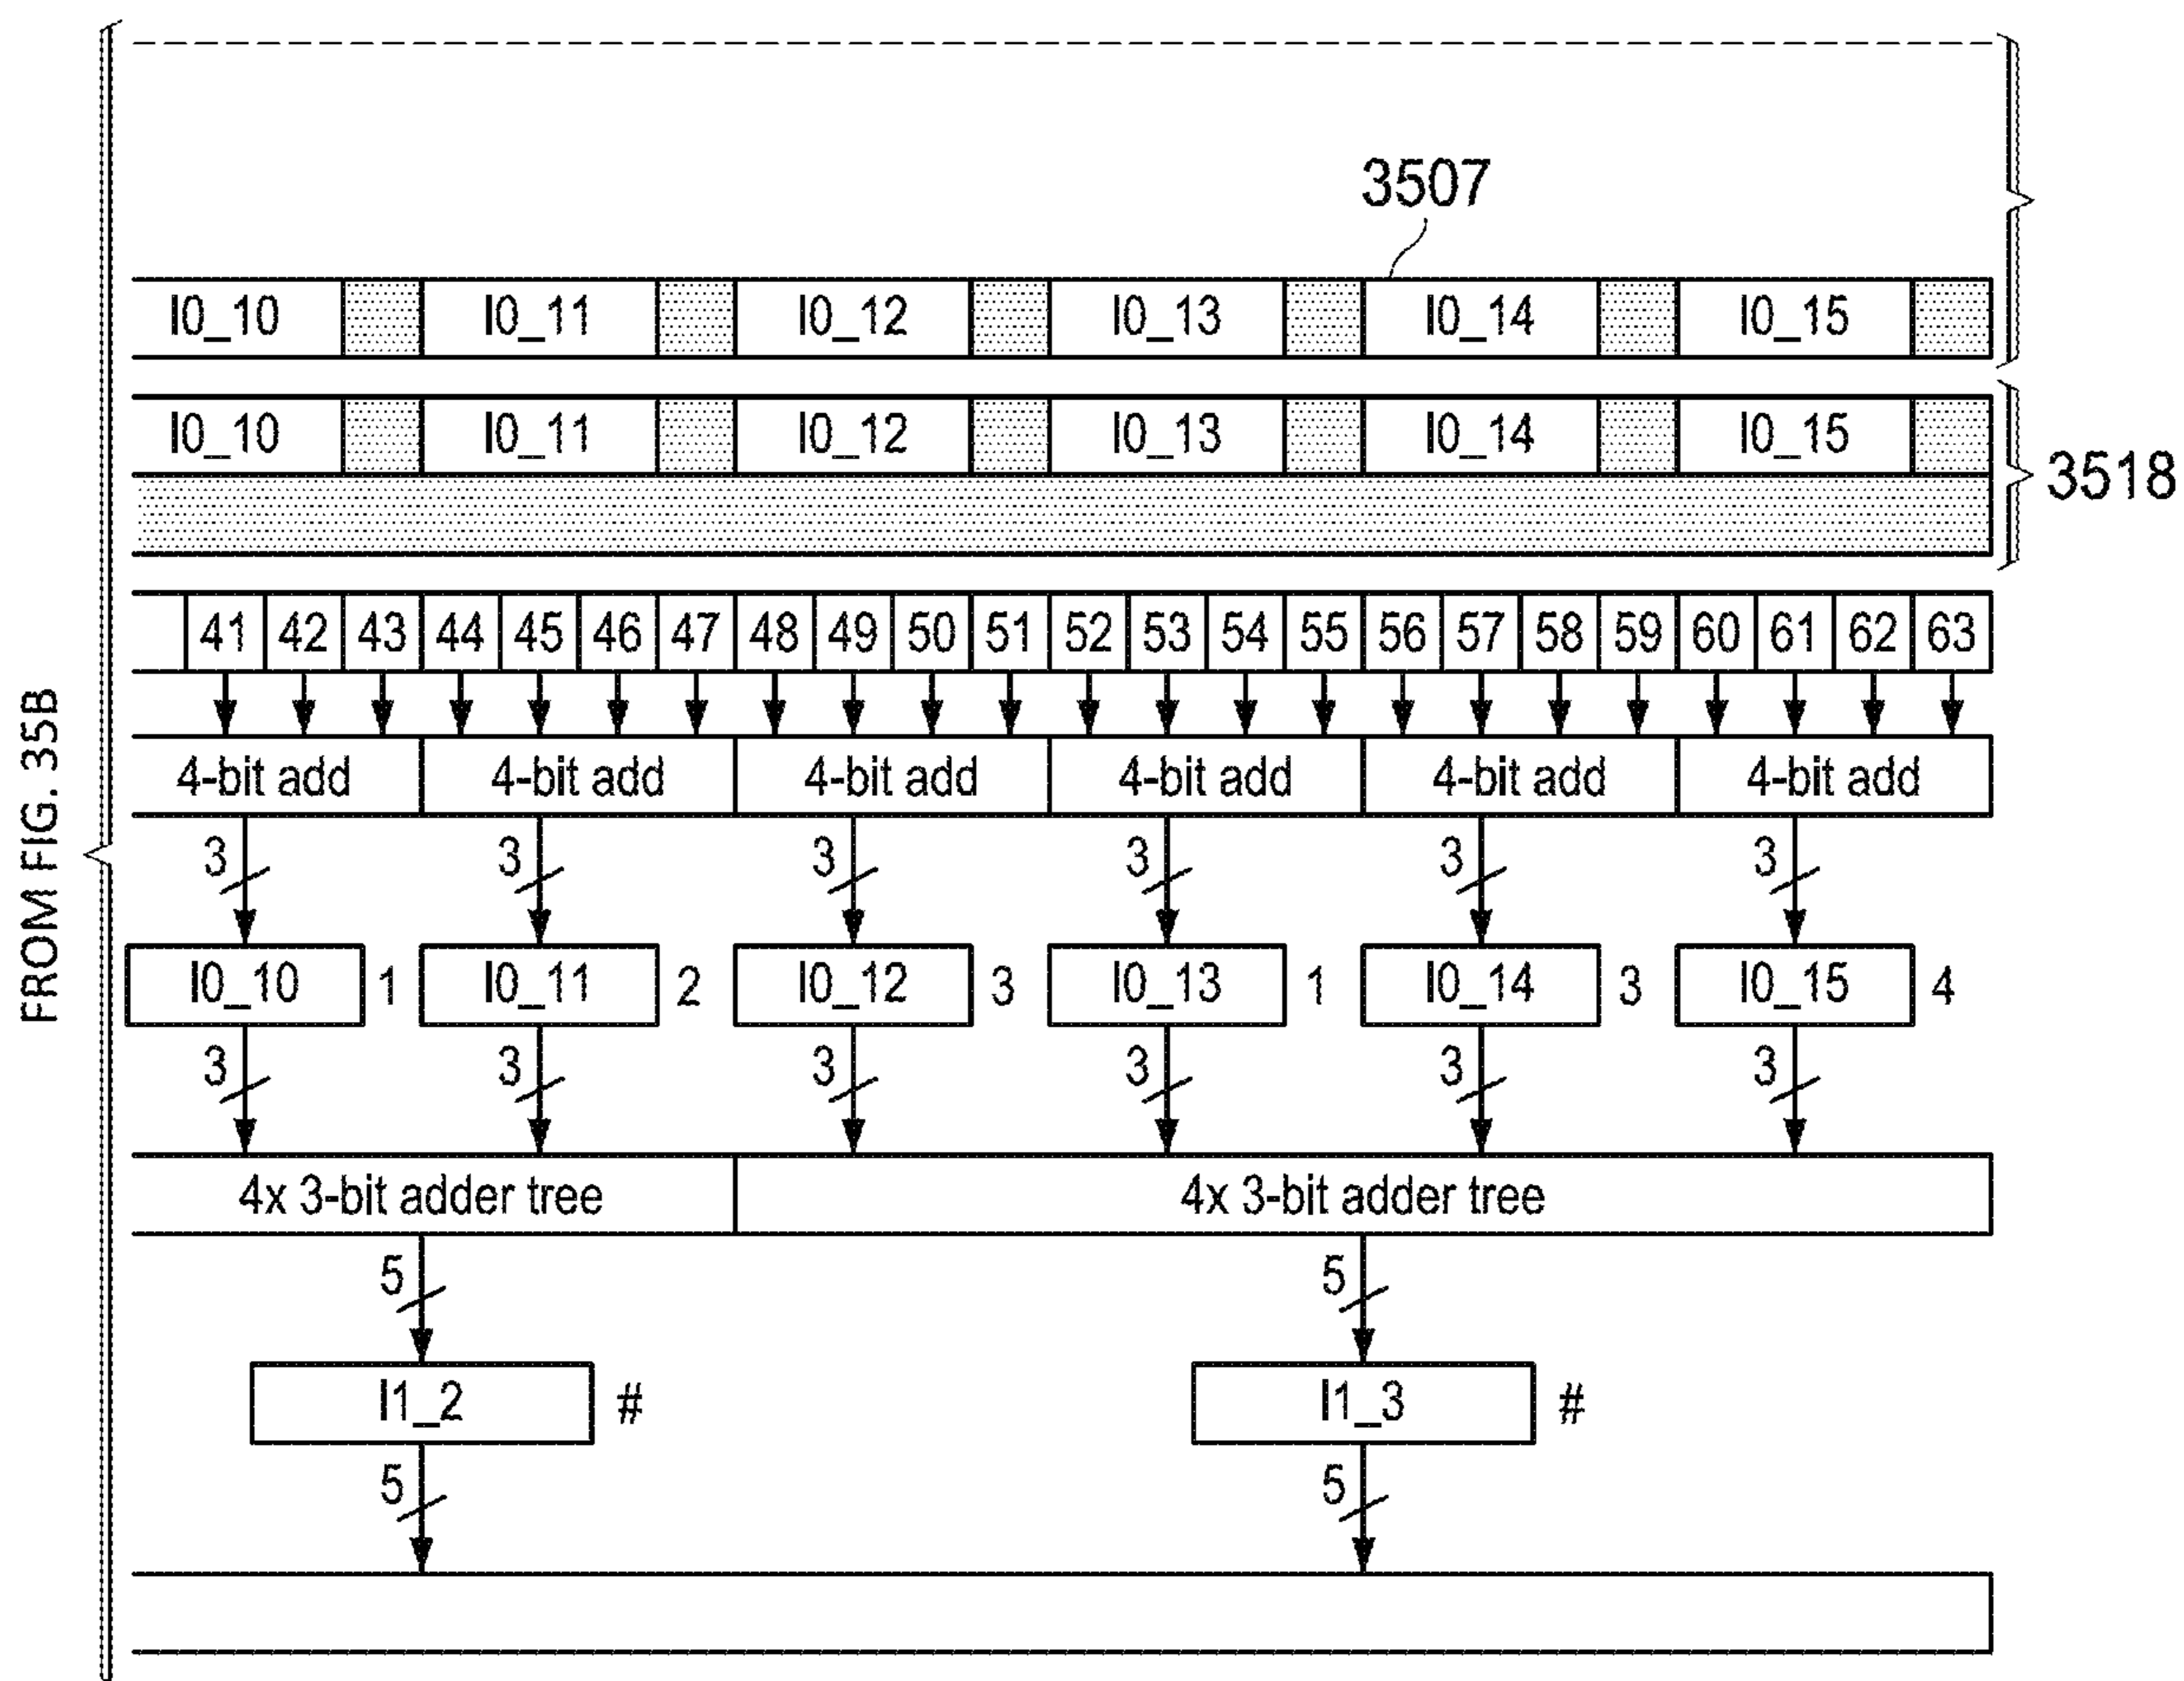 FROM FIG. 35B
3507
I0_10 I0_11 I0_12 I0_13 I0_14 I0_15
I0_10 I0_11 I0_12 I0_13 I0_14 I0_15
3518
41 42 43 44 45 46 47 48 49 50 51 52 53 54 55 56 57 58 59 60 61 62 63
4-bit add 4-bit add 4-bit add 4-bit add 4-bit add 4-bit add
3 3 3 3 3 3
I0_10 1 I0_11 2 I0_12 3 I0_13 1 I0_14 3 I0_15 4
3 3 3 3 3 3
4x 3-bit adder tree 4x 3-bit adder tree
5 5
I1_2 # I1_3 #
5 5